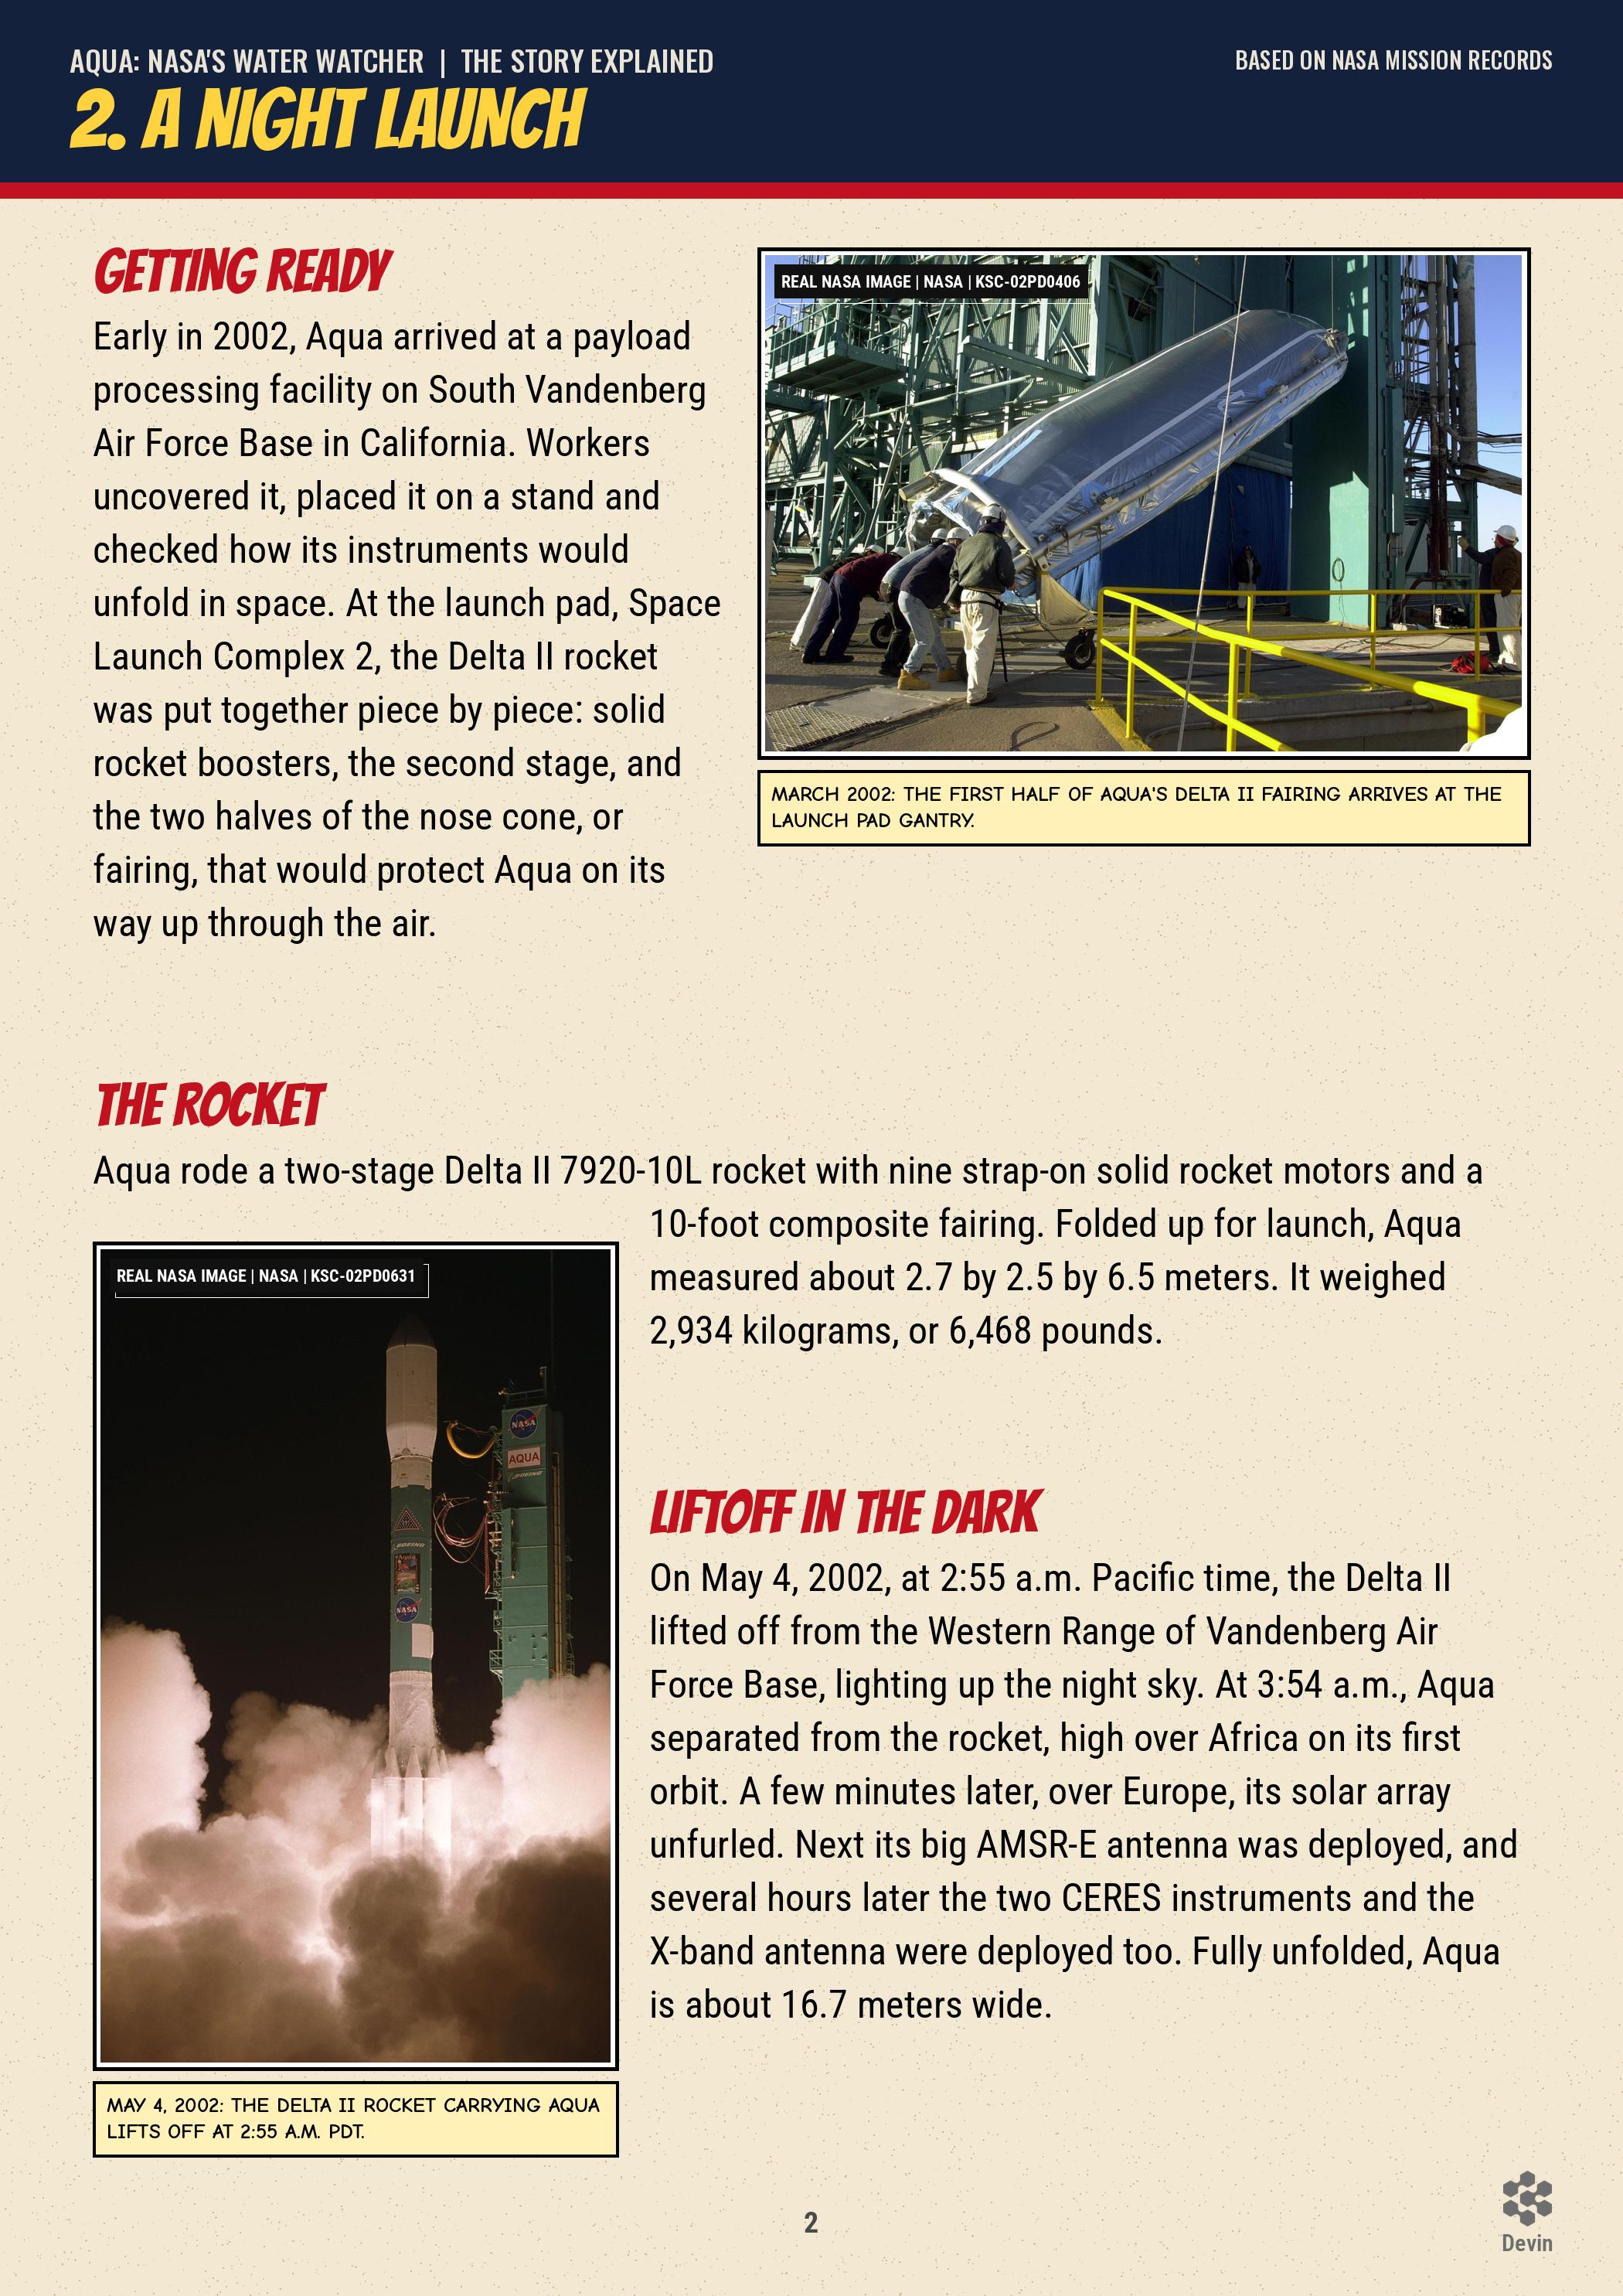 AQUA: NASA'S WATER WATCHER | THE STORY EXPLAINED
BASED ON NASA MISSION RECORDS
2. A NIGHT LAUNCH
GETTING READY
Early in 2002, Aqua arrived at a payload
processing facility on South Vandenberg
Air Force Base in California. Workers
uncovered it, placed it on a stand and
checked how its instruments would
unfold in space. At the launch pad, Space
Launch Complex 2, the Delta II rocket
was put together piece by piece: solid
rocket boosters, the second stage, and
the two halves of the nose cone, or
fairing, that would protect Aqua on its
way up through the air.
REAL NASA IMAGE | NASA | KSC-02PD0406
MARCH 2002: THE FIRST HALF OF AQUA'S DELTA II FAIRING ARRIVES AT THE
LAUNCH PAD GANTRY.
THE ROCKET
Aqua rode a two-stage Delta II 7920-10L rocket with nine strap-on solid rocket motors and a
10-foot composite fairing. Folded up for launch, Aqua
measured about 2.7 by 2.5 by 6.5 meters. It weighed
2,934 kilograms, or 6,468 pounds.
REAL NASA IMAGE | NASA | KSC-02PD0631
NASA
AQUA
BOEING
BOEING
Aqua
NASA
MAY 4, 2002: THE DELTA II ROCKET CARRYING AQUA
LIFTS OFF AT 2:55 A.M. PDT.
LIFTOFF IN THE DARK
On May 4, 2002, at 2:55 a.m. Pacific time, the Delta II
lifted off from the Western Range of Vandenberg Air
Force Base, lighting up the night sky. At 3:54 a.m., Aqua
separated from the rocket, high over Africa on its first
orbit. A few minutes later, over Europe, its solar array
unfurled. Next its big AMSR-E antenna was deployed, and
several hours later the two CERES instruments and the
X-band antenna were deployed too. Fully unfolded, Aqua
is about 16.7 meters wide.
2
Devin